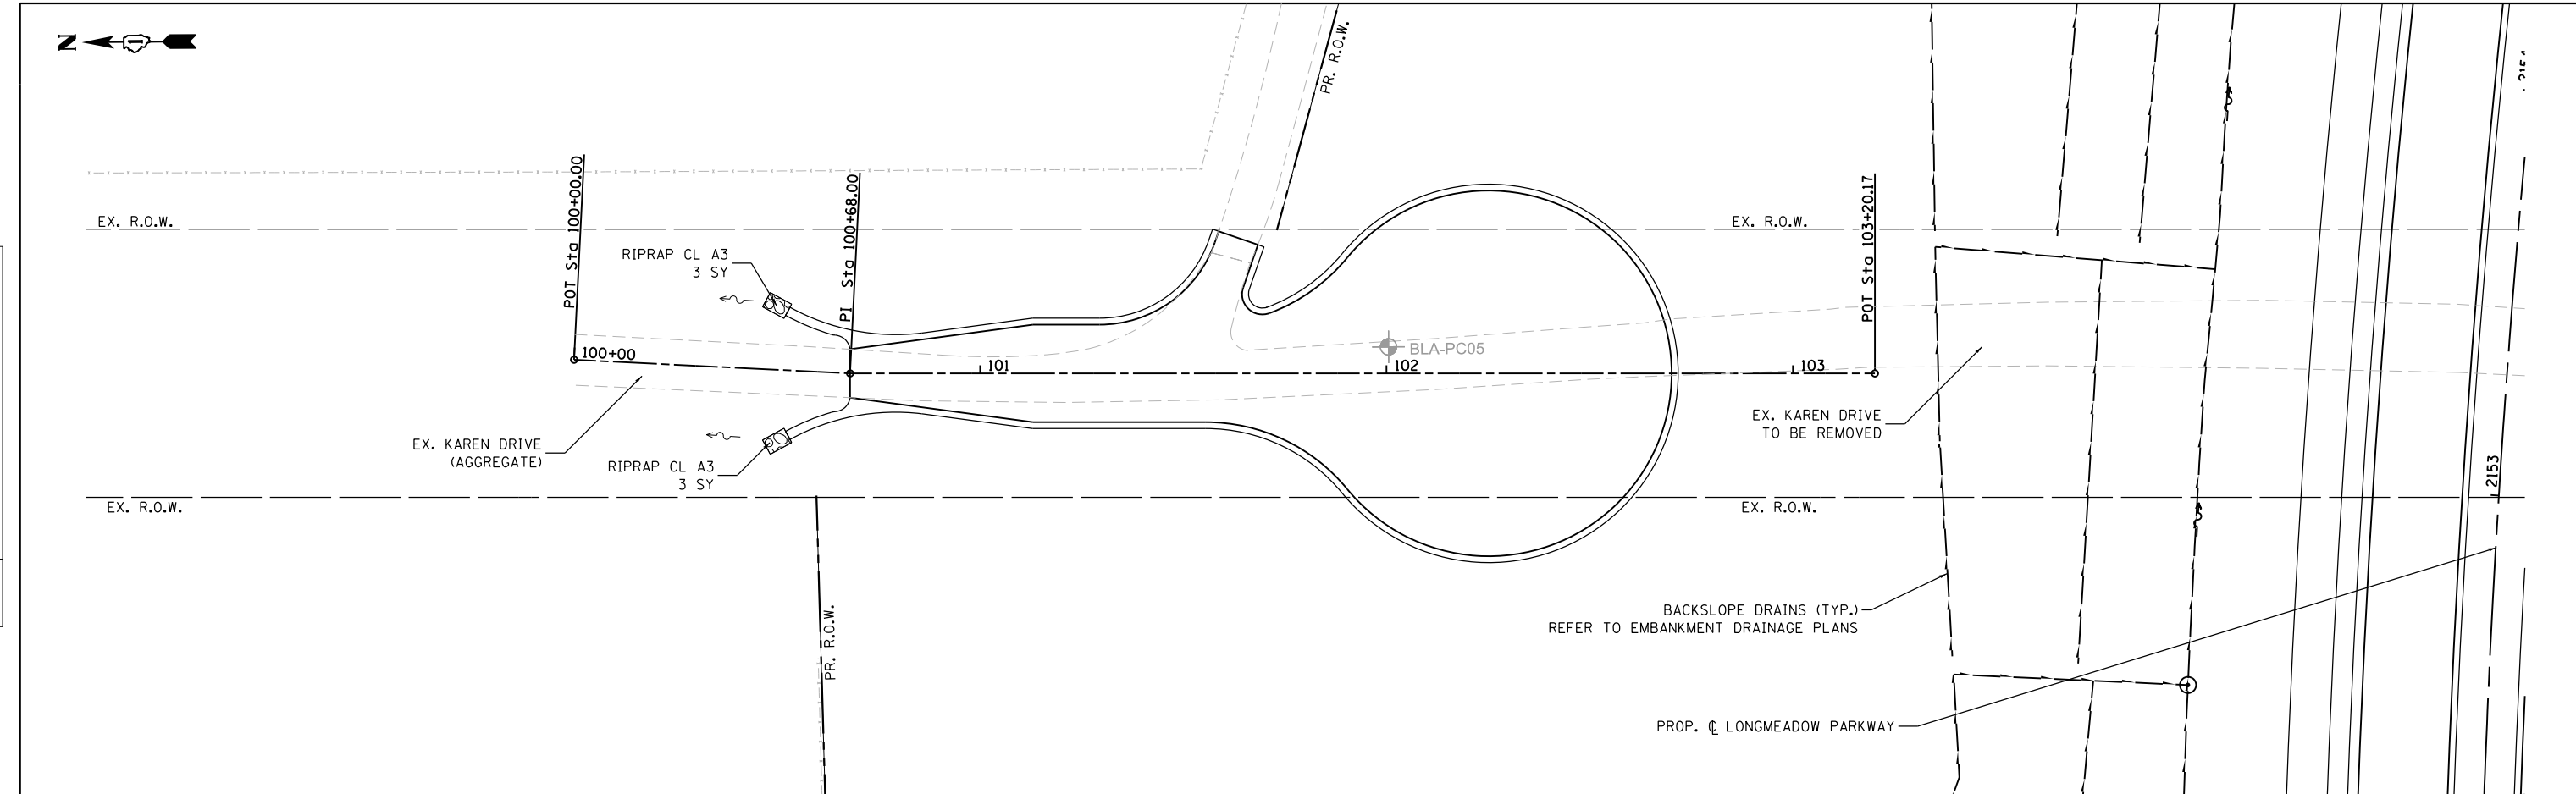 N
PR. R.O.W.
POT Sta 100+00.00
PI Sta 100+68.00
POT Sta 103+20.17
EX. R.O.W.
EX. R.O.W.
RIPRAP CL A3
3 SY
100+00
101
102
103
BLA-PC05
EX. KAREN DRIVE
(AGGREGATE)
RIPRAP CL A3
3 SY
EX. KAREN DRIVE
TO BE REMOVED
EX. R.O.W.
EX. R.O.W.
2153
PR. R.O.W.
BACKSLOPE DRAINS (TYP.)
REFER TO EMBANKMENT DRAINAGE PLANS
PROP. ℄ LONGMEADOW PARKWAY